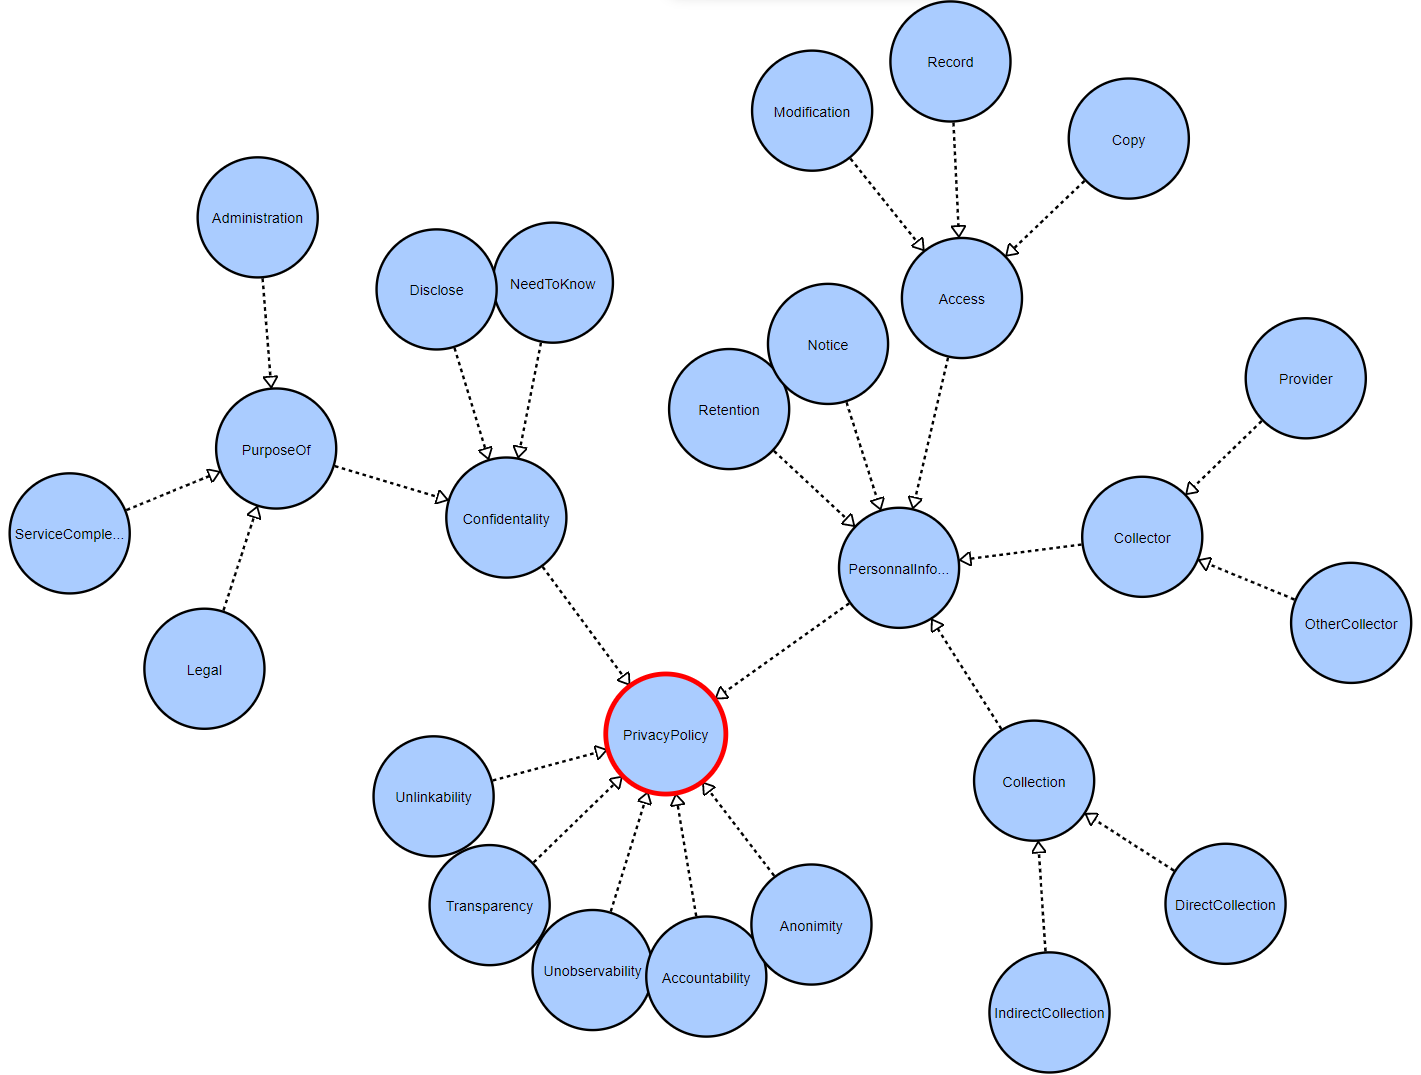 Record
Modification
Copy
Administration
NeedToKnow
Disclose
Access
Notice
Provider
Retention
PurposeOf
Confidentality
ServiceComple...
Collector
PersonnalInfo...
OtherCollector
Legal
PrivacyPolicy
Collection
Unlinkability
DirectCollection
Transparency
Anonimity
Unobservability
Accountability
IndirectCollection